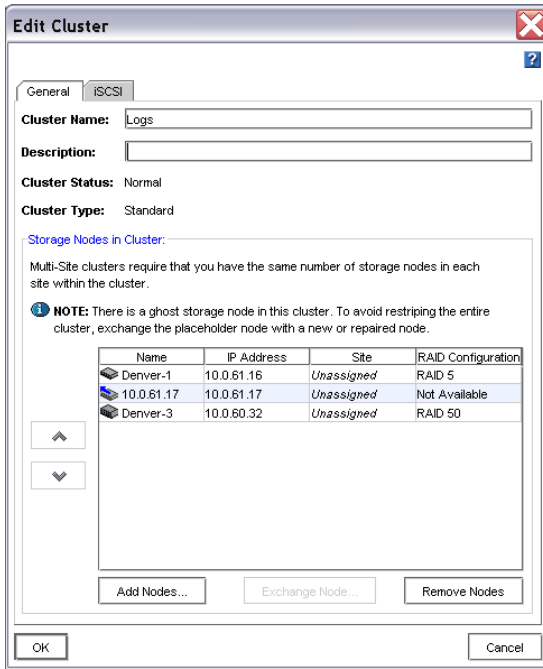 Edit Cluster
General
iSCSI
Cluster Name: Logs
Description:
Cluster Status: Normal
Cluster Type: Standard
Storage Nodes in Cluster:
Multi-Site clusters require that you have the same number of storage nodes in each
site within the cluster.
NOTE: There is a ghost storage node in this cluster. To avoid restriping the entire
cluster, exchange the placeholder node with a new or repaired node.
Name IP Address Site RAID Configuration
Denver-1 10.0.61.16 Unassigned RAID 5
10.0.61.17 10.0.61.17 Unassigned Not Available
Denver-3 10.0.60.32 Unassigned RAID 50
Add Nodes... Exchange Node... Remove Nodes
OK Cancel